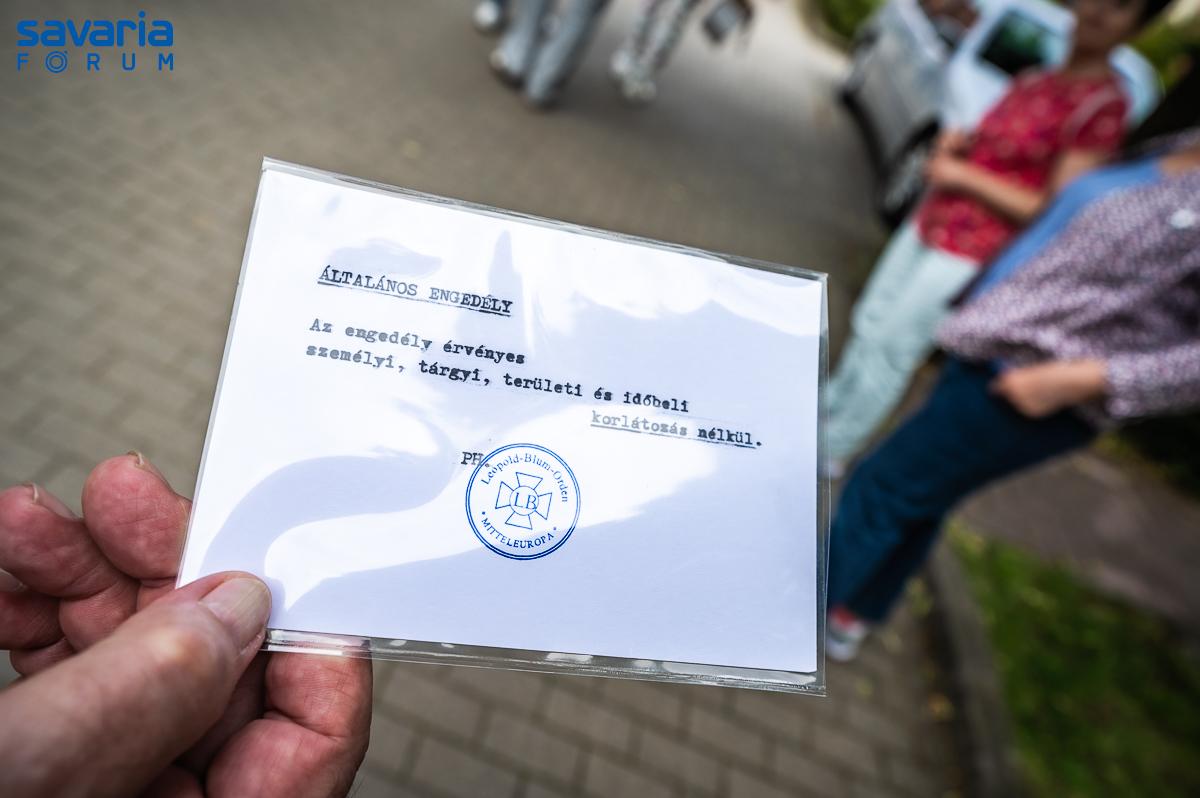 savaria
FÓRUM
ÁLTALÁNOS ENGEDÉLY
Az engedély érvényes
személyi, tárgyi, területi és időbeli
korlátozás nélkül.
PH.
Leopold-Blum-Orden
LB
• MITTELEUROPA •